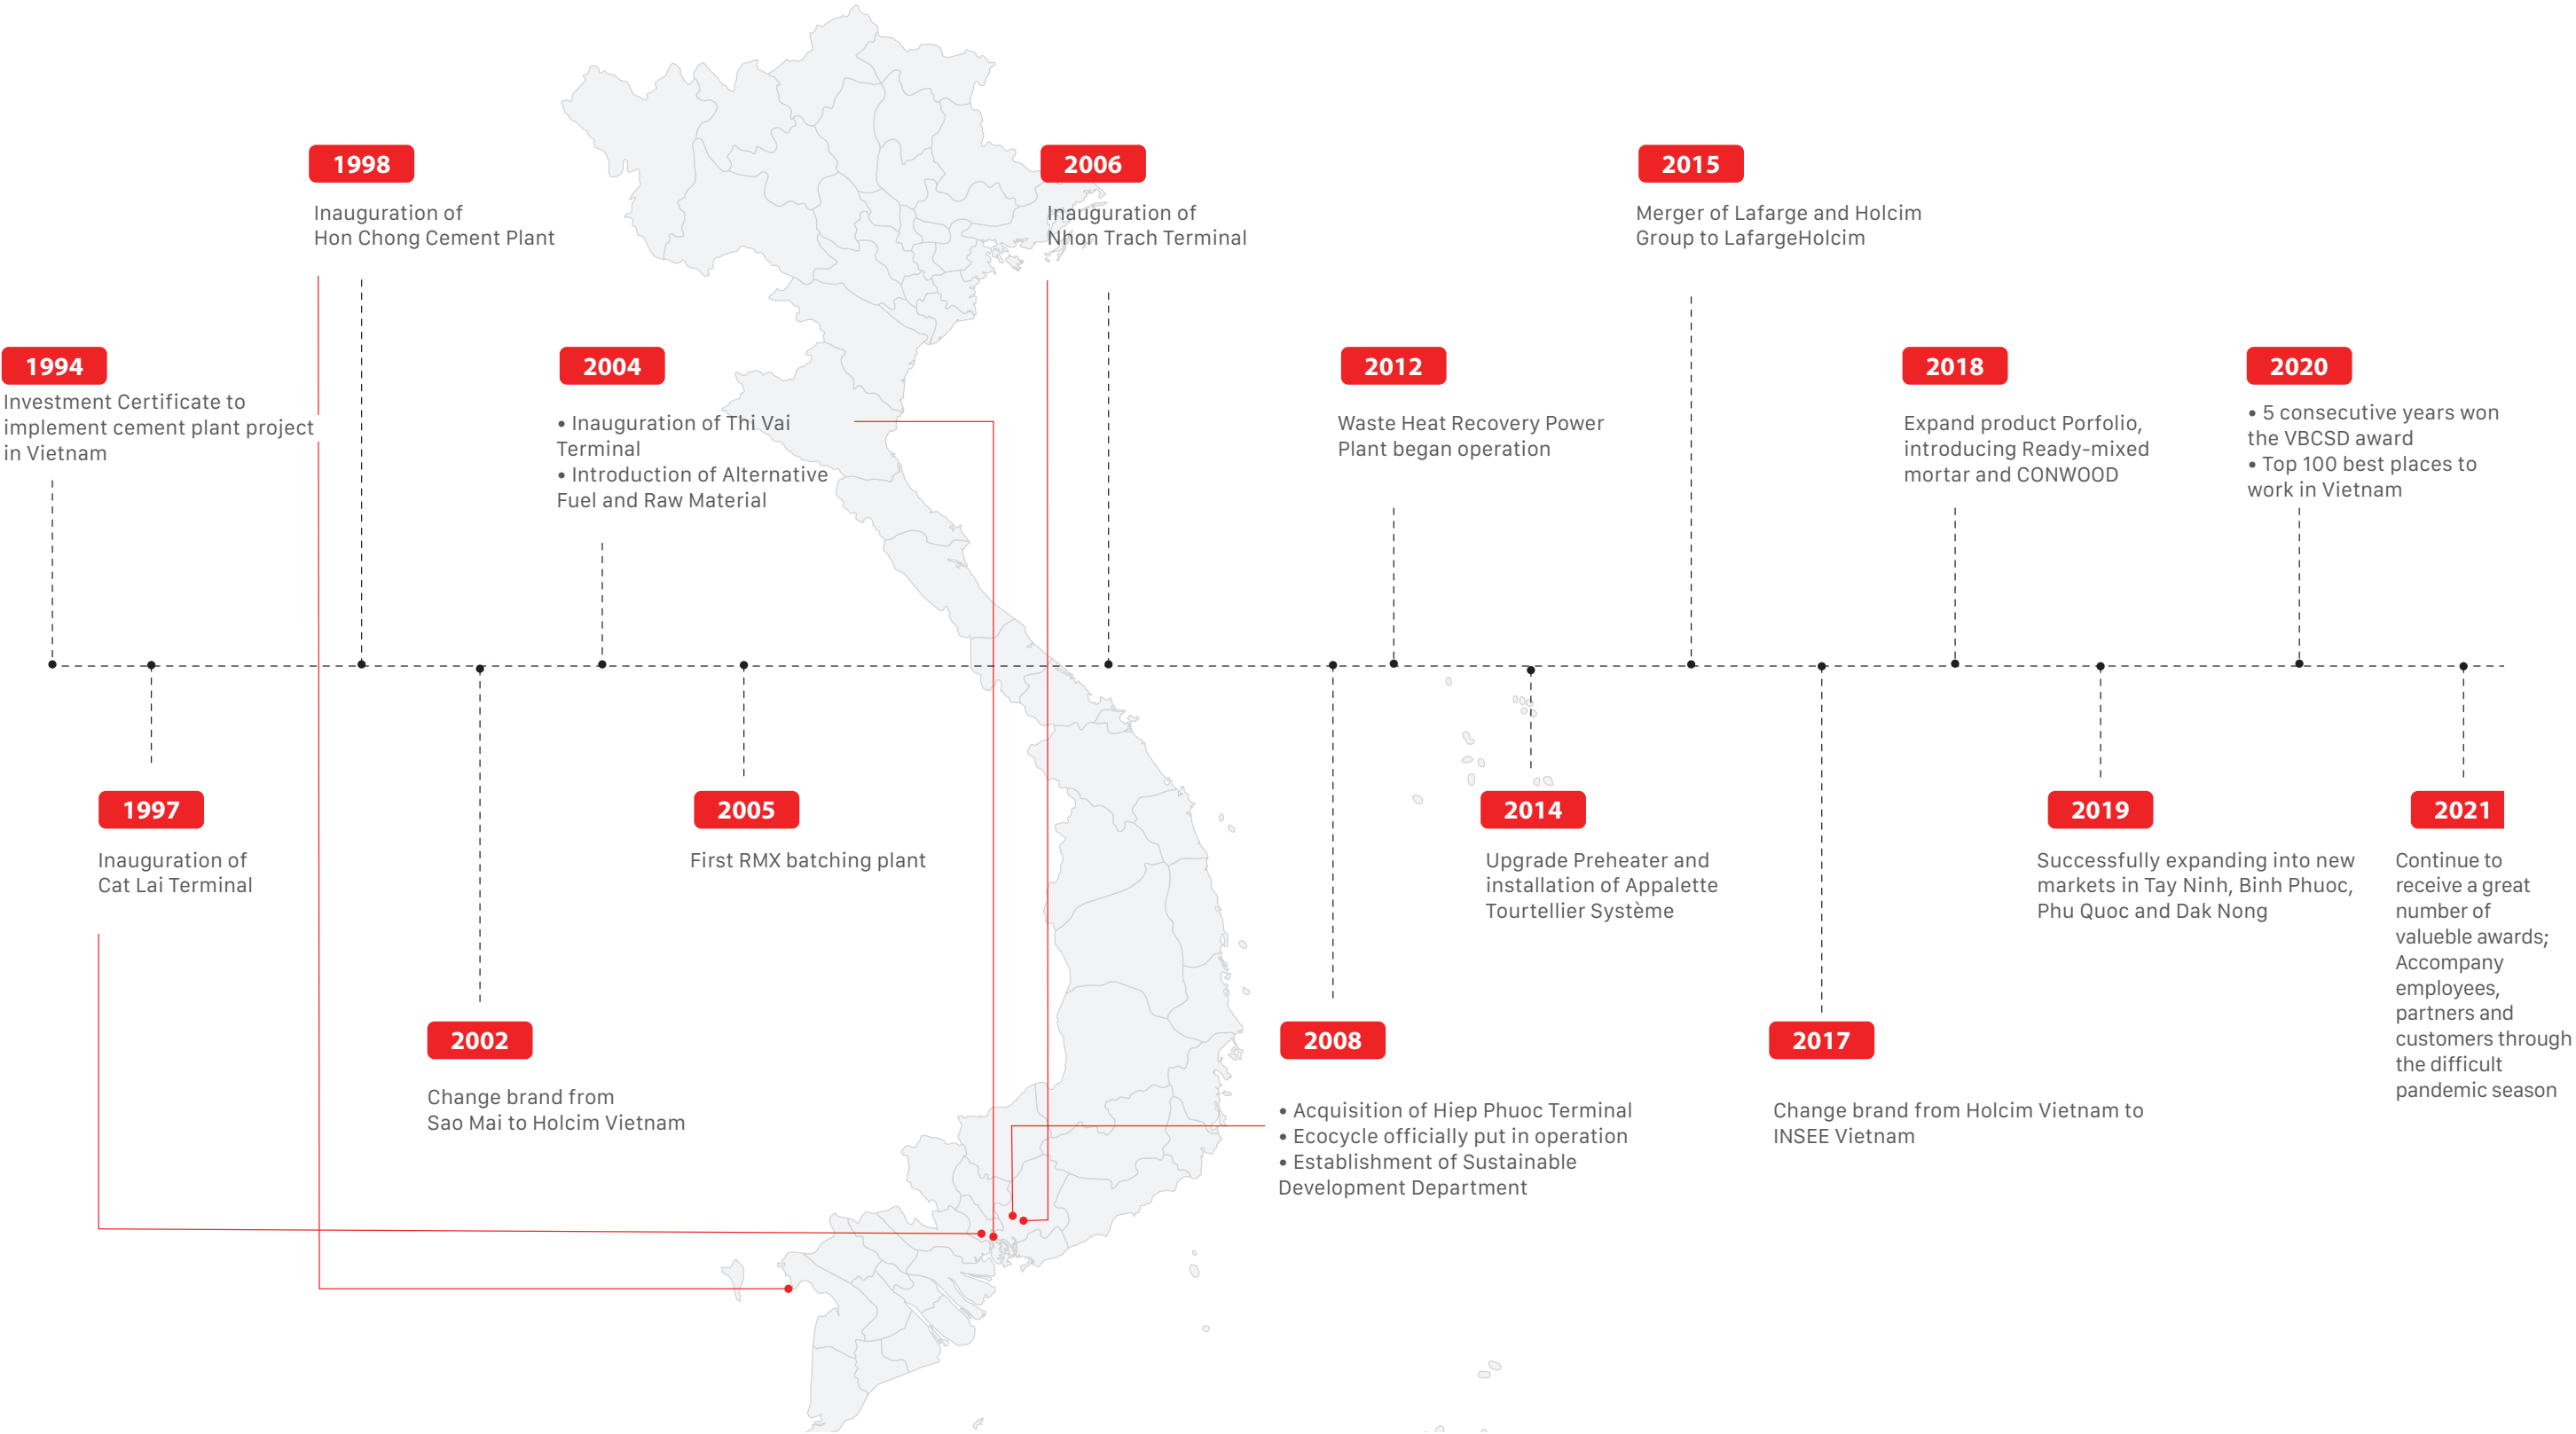 1994
Investment Certificate to
implement cement plant project
in Vietnam
1997
Inauguration of
Cat Lai Terminal
1998
Inauguration of
Hon Chong Cement Plant
2002
Change brand from
Sao Mai to Holcim Vietnam
2004
• Inauguration of Thi Vai
Terminal
• Introduction of Alternative
Fuel and Raw Material
2005
First RMX batching plant
2006
Inauguration of
Nhon Trach Terminal
2008
• Acquisition of Hiep Phuoc Terminal
• Ecocycle officially put in operation
• Establishment of Sustainable
Development Department
2012
Waste Heat Recovery Power
Plant began operation
2014
Upgrade Preheater and
installation of Appalette
Tourtellier Système
2015
Merger of Lafarge and Holcim
Group to LafargeHolcim
2017
Change brand from Holcim Vietnam to
INSEE Vietnam
2018
Expand product Porfolio,
introducing Ready-mixed
mortar and CONWOOD
2019
Successfully expanding into new
markets in Tay Ninh, Binh Phuoc,
Phu Quoc and Dak Nong
2020
• 5 consecutive years won
the VBCSD award
• Top 100 best places to
work in Vietnam
2021
Continue to
receive a great
number of
valueble awards;
Accompany
employees,
partners and
customers through
the difficult
pandemic season